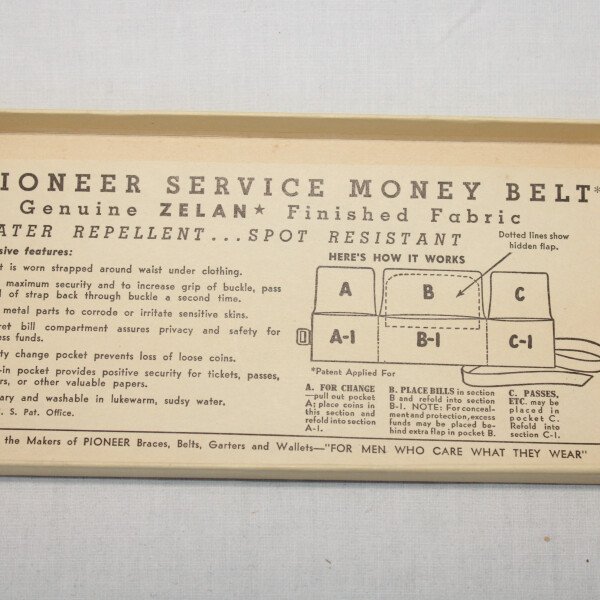 IONEER SERVICE MONEY BELT*
Genuine ZELAN★ Finished Fabric
ATER REPELLENT...SPOT RESISTANT
Dotted lines show
hidden flap.
sive features:
t is worn strapped around waist under clothing.
maximum security and to increase grip of buckle, pass
l of strap back through buckle a second time.
metal parts to corrode or irritate sensitive skins.
ret bill compartment assures privacy and safety for
ess funds.
ty change pocket prevents loss of loose coins.
-in pocket provides positive security for tickets, passes,
rs, or other valuable papers.
ary and washable in lukewarm, sudsy water.
. S. Pat. Office.
HERE'S HOW IT WORKS
A B C
A-1 B-1 C-1
*Patent Applied For
A. FOR CHANGE
—pull out pocket
A; place coins in
this section and
refold into section
A-1.
B. PLACE BILLS in section
B and refold into section
B-1. NOTE: For conceal-
ment and protection, excess
funds may be placed be-
hind extra flap in pocket B.
C. PASSES,
ETC. may be
placed in
pocket C.
Refold into
section C-1.
the Makers of PIONEER Braces, Belts, Garters and Wallets—"FOR MEN WHO CARE WHAT THEY WEAR"